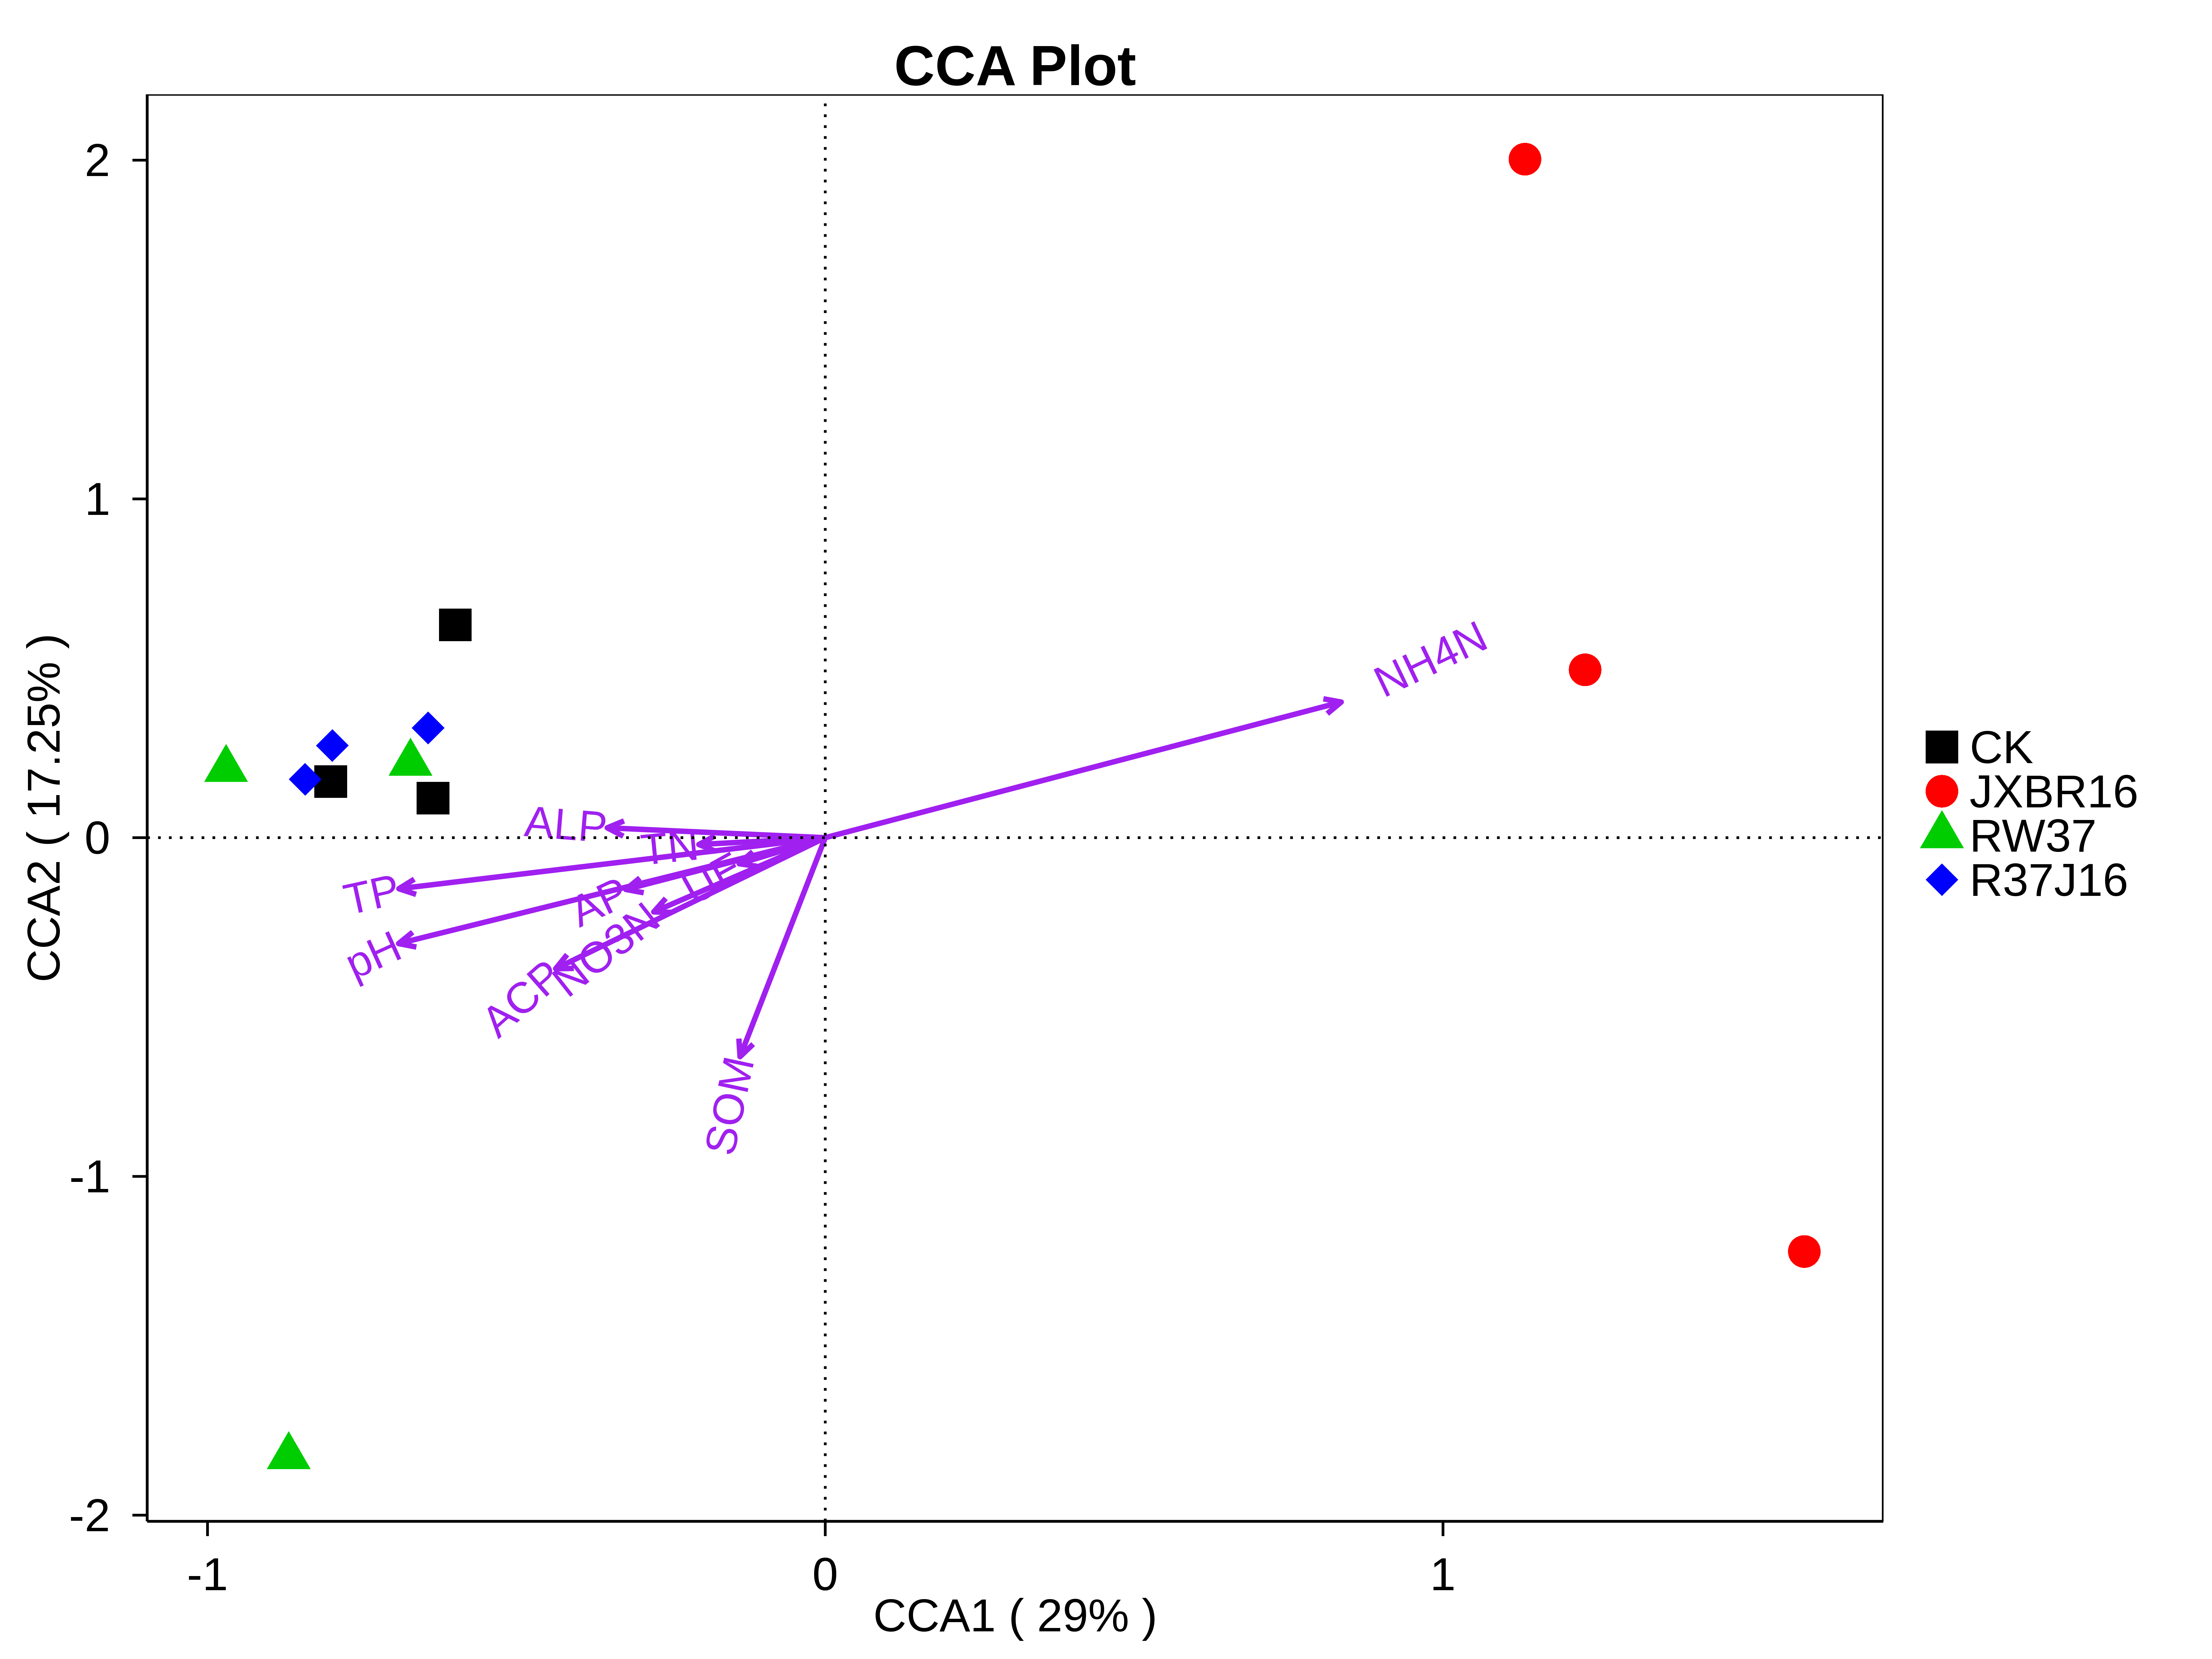 CCA Plot
2
1
0
-1
-2
CCA2 ( 17.25% )
NH4N
ALP
TN
TP
AP
pH
NO3N
ACP
SOM
-1
0
1
CCA1 ( 29% )
CK
JXBR16
RW37
R37J16